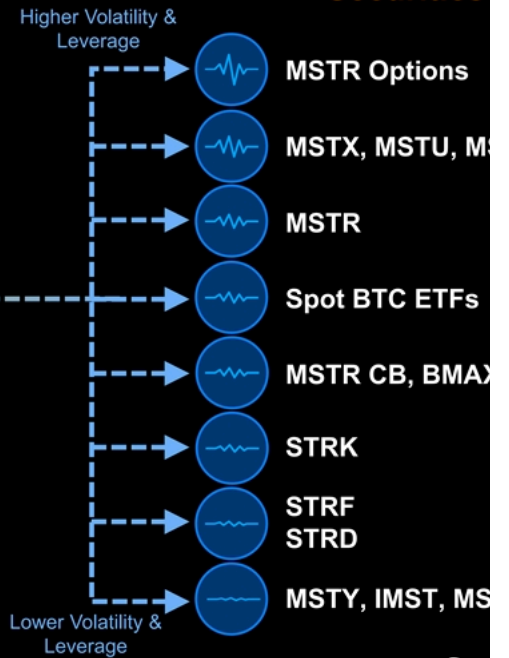 Higher Volatility &
Leverage
MSTR Options
MSTX, MSTU,
MSTR
Spot BTC ETFs
MSTR CB, BMAX
STRK
STRF
STRD
MSTY, IMST,
Lower Volatility &
Leverage